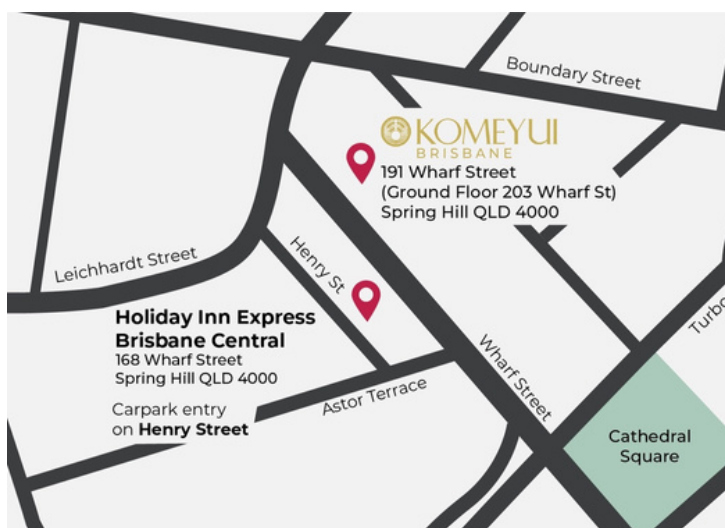 Boundary Street
KOMEYUI
BRISBANE
191 Wharf Street
(Ground Floor 203 Wharf St)
Spring Hill QLD 4000
Henry St
Leichhardt Street
Holiday Inn Express
Brisbane Central
168 Wharf Street
Spring Hill QLD 4000
Carpark entry
on Henry Street
Astor Terrace
Wharf Street
Turbo
Cathedral
Square